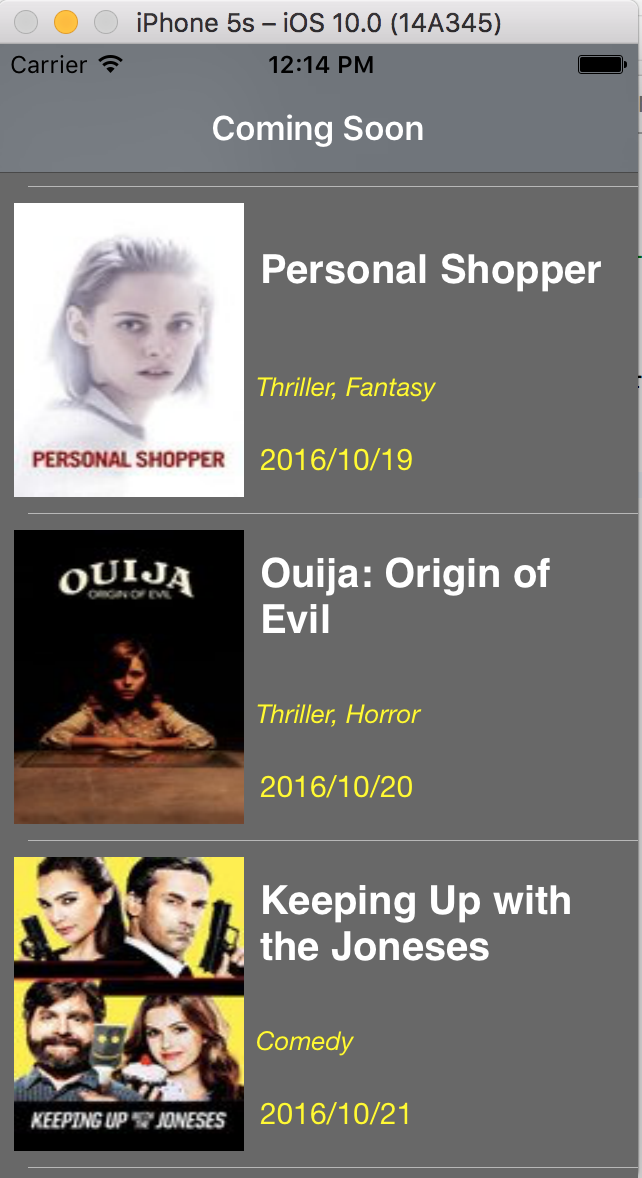 iPhone 5s – iOS 10.0 (14A345)
Carrier 12:14 PM
Coming Soon
PERSONAL SHOPPER
Personal Shopper
Thriller, Fantasy
2016/10/19
OUIJA
ORIGIN OF EVIL
Ouija: Origin of
Evil
Thriller, Horror
2016/10/20
KEEPING UP WITH THE JONESES
Keeping Up with
the Joneses
Comedy
2016/10/21